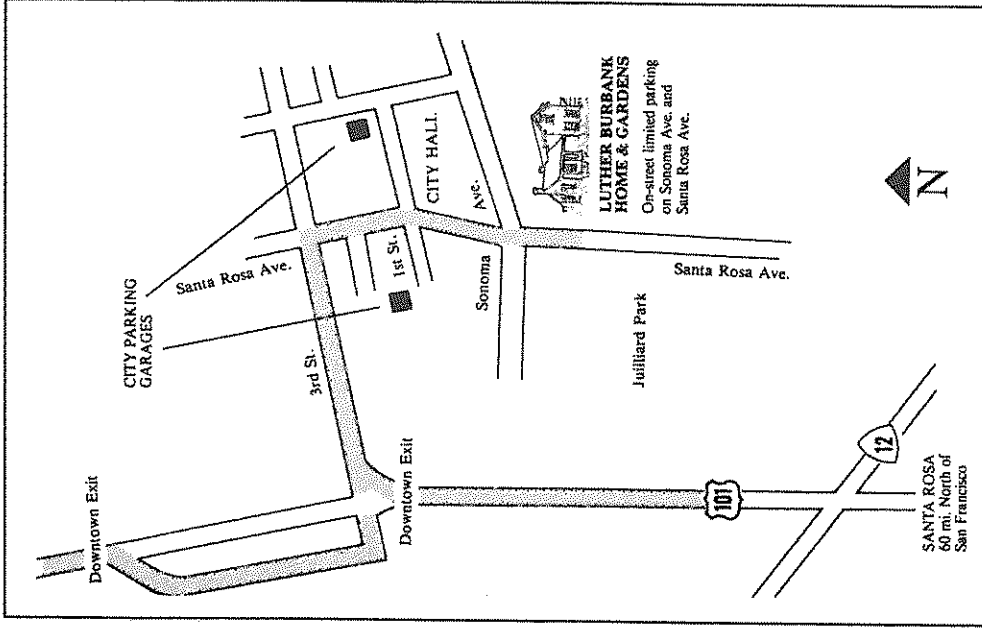 Downtown Exit
CITY PARKING
GARAGES
Santa Rosa Ave.
3rd St.
1st St.
CITY HALL
Downtown Exit
Sonoma
Ave.
LUTHER BURBANK
HOME & GARDENS
On-street limited parking
on Sonoma Ave. and
Santa Rosa Ave.
Juilliard Park
Santa Rosa Ave.
101
12
SANTA ROSA
60 mi. North of
San Francisco
N